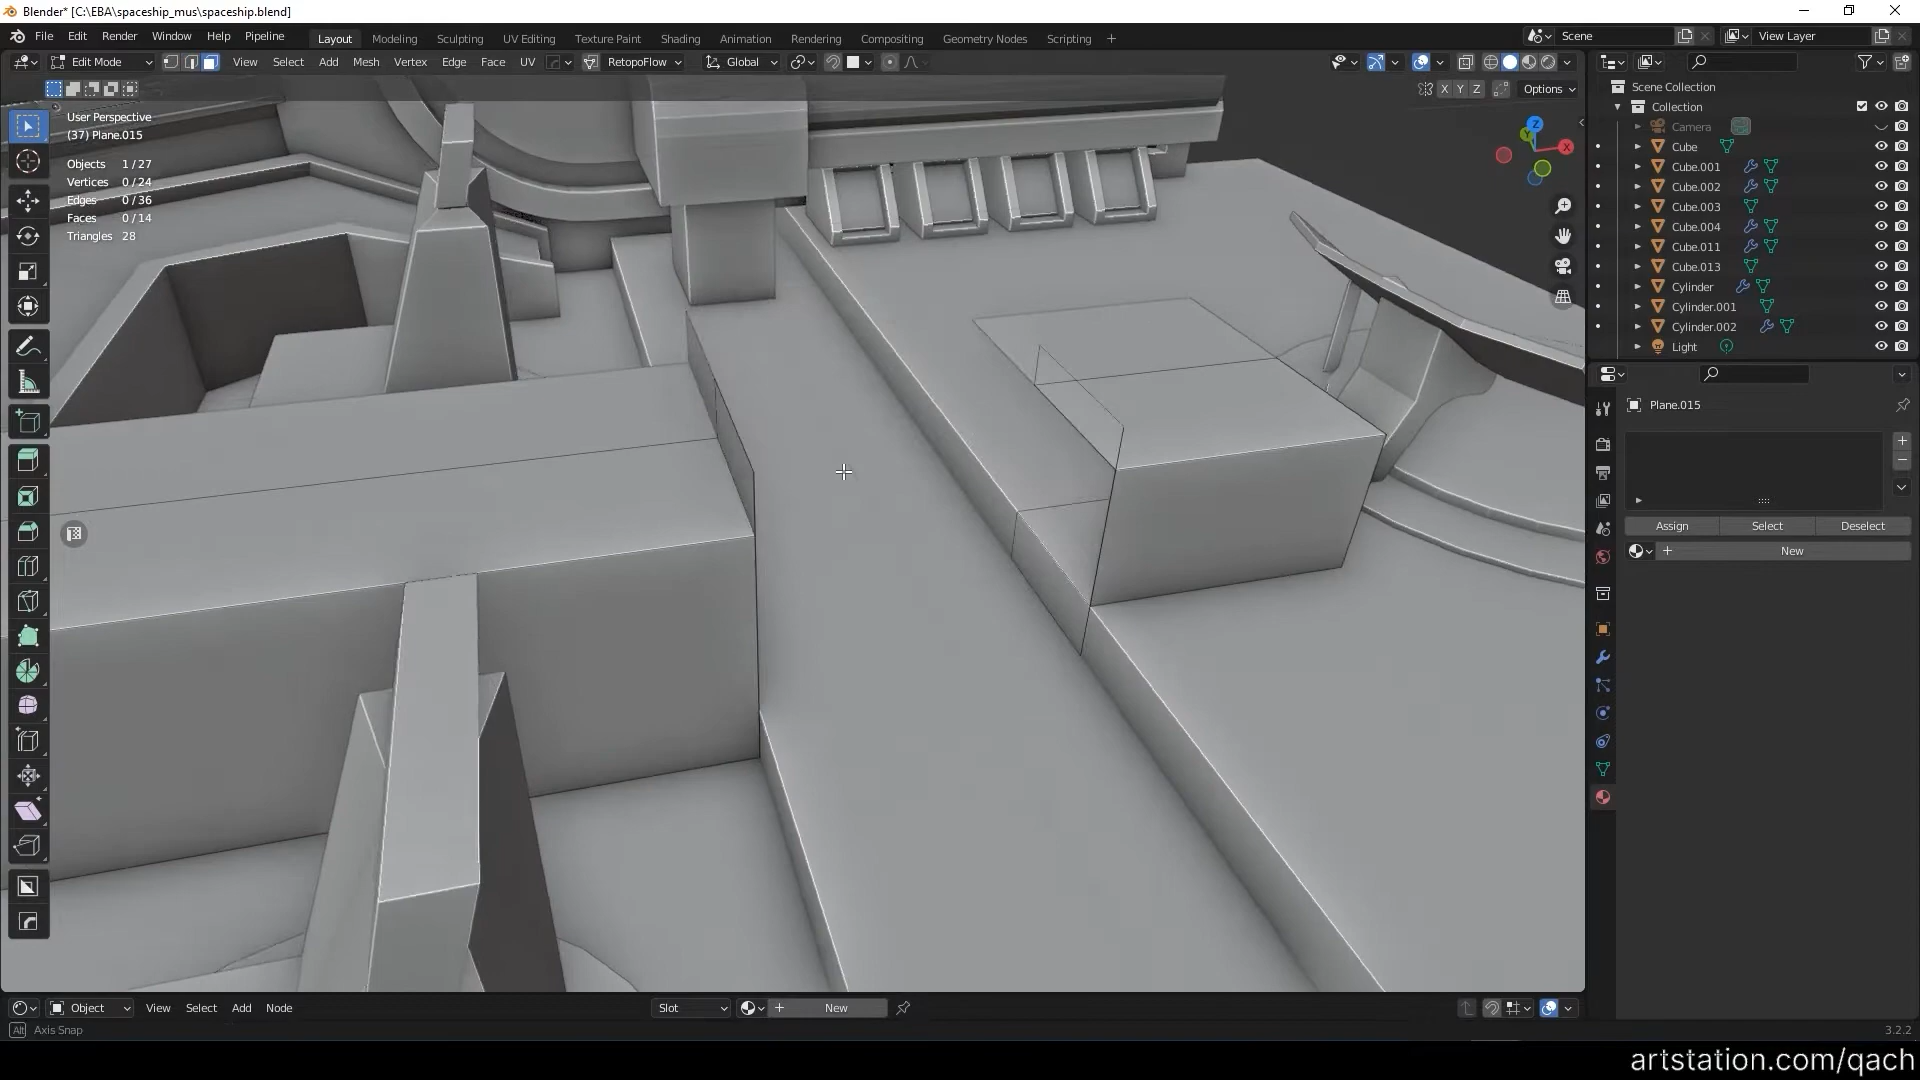 Blender* [C:\EBA\spaceship_mus\spaceship.blend]
File Edit Render Window Help Pipeline
Layout Modeling Sculpting UV Editing Texture Paint Shading Animation Rendering Compositing Geometry Nodes Scripting +
Scene
View Layer
Edit Mode
View Select Add Mesh Vertex Edge Face UV
RetopoFlow
Global
X Y Z
Options
User Perspective
(37) Plane.015
Objects 1/27
Vertices 0/24
Edges 0/36
Faces 0/14
Triangles 28
Z
X
Y
Scene Collection
Collection
Camera
Cube
Cube.001
Cube.002
Cube.003
Cube.004
Cube.011
Cube.013
Cylinder
Cylinder.001
Cylinder.002
Light
Plane.015
Assign Select Deselect
New
Object
View Select Add Node
Slot
New
Alt Axis Snap
3.2.2
artstation.com/qach